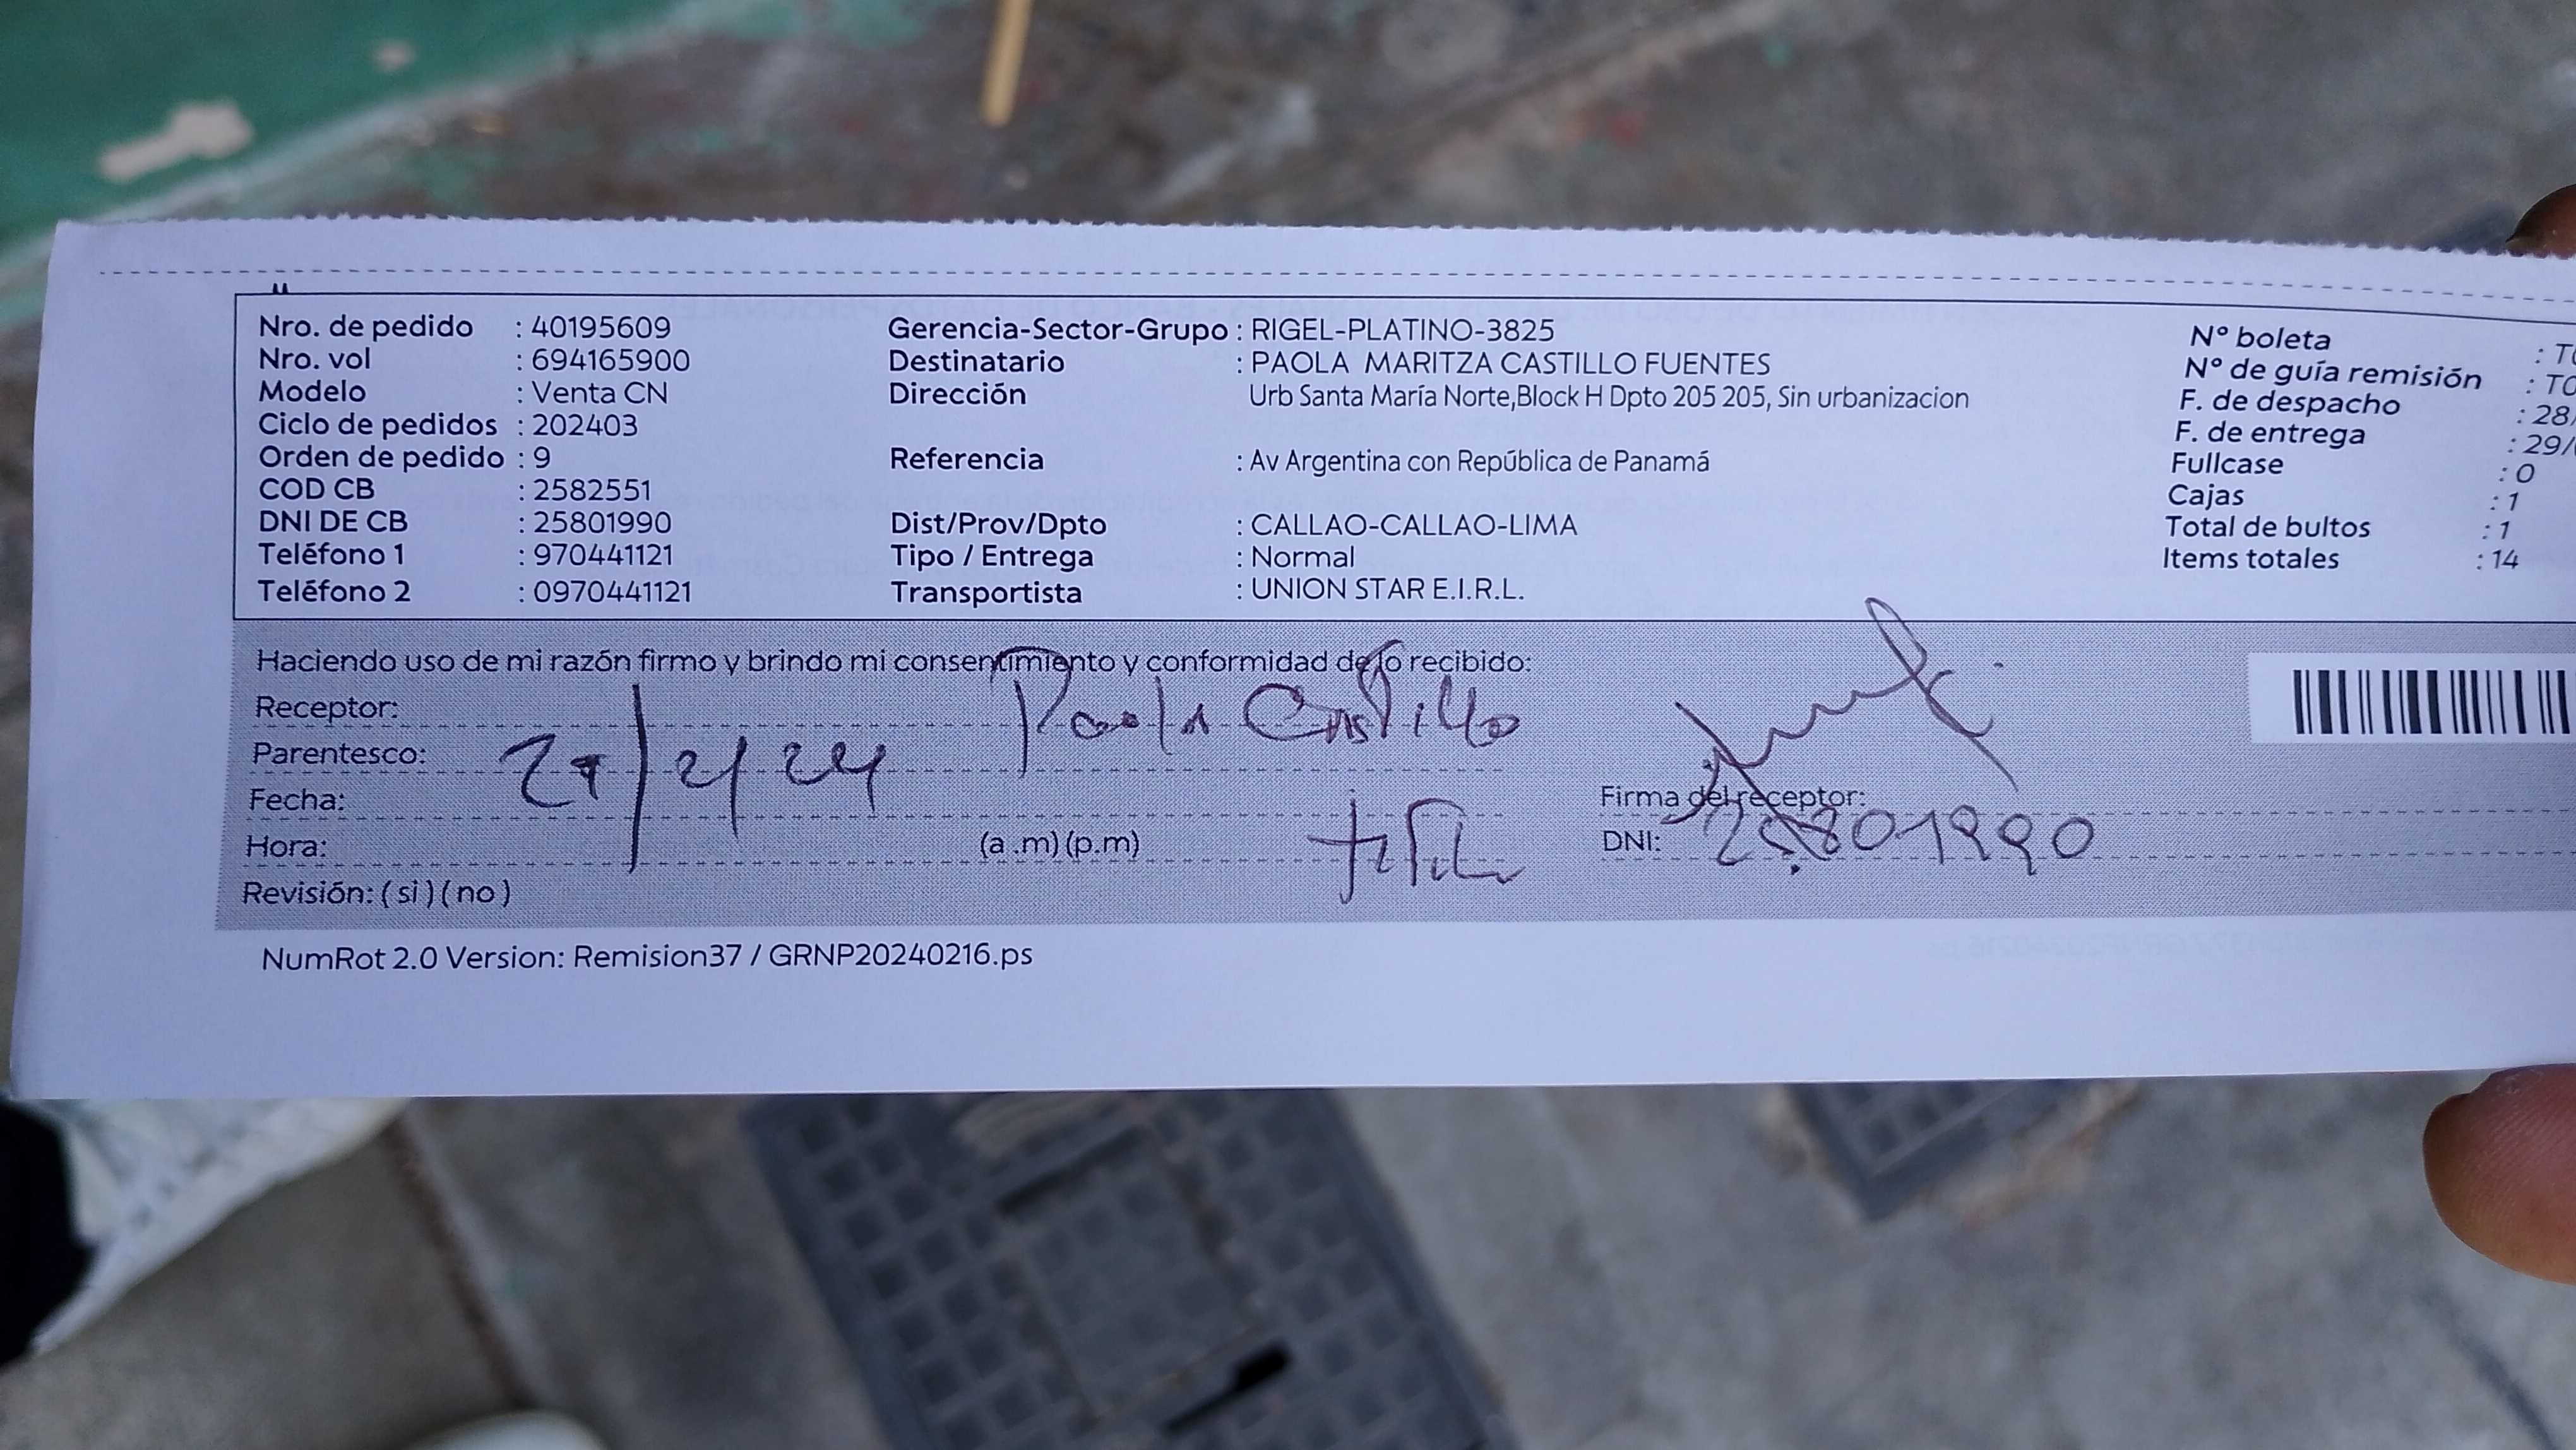 Nro. de pedido : 40195609
Nro. vol : 694165900
Modelo : Venta CN
Ciclo de pedidos : 202403
Orden de pedido : 9
COD CB : 2582551
DNI DE CB : 25801990
Teléfono 1 : 970441121
Teléfono 2 : 0970441121
Gerencia-Sector-Grupo : RIGEL-PLATINO-3825
Destinatario : PAOLA MARITZA CASTILLO FUENTES
Dirección Urb Santa María Norte,Block H Dpto 205 205, Sin urbanizacion
Referencia : Av Argentina con República de Panamá
Dist/Prov/Dpto : CALLAO-CALLAO-LIMA
Tipo / Entrega : Normal
Transportista : UNION STAR E.I.R.L.
N° boleta :
N° de guía remisión :
F. de despacho : 28/
F. de entrega : 29/
Fullcase : 0
Cajas : 1
Total de bultos : 1
Items totales : 14
Haciendo uso de mi razón firmo y brindo mi consentimiento y conformidad de lo recibido:
Receptor: Paola Castillo
Parentesco:
Fecha: /2/24
Hora: (a .m) (p.m)
Revisión: ( si ) ( no )
Firma del receptor:
DNI: 25801990
NumRot 2.0 Version: Remision37 / GRNP20240216.ps